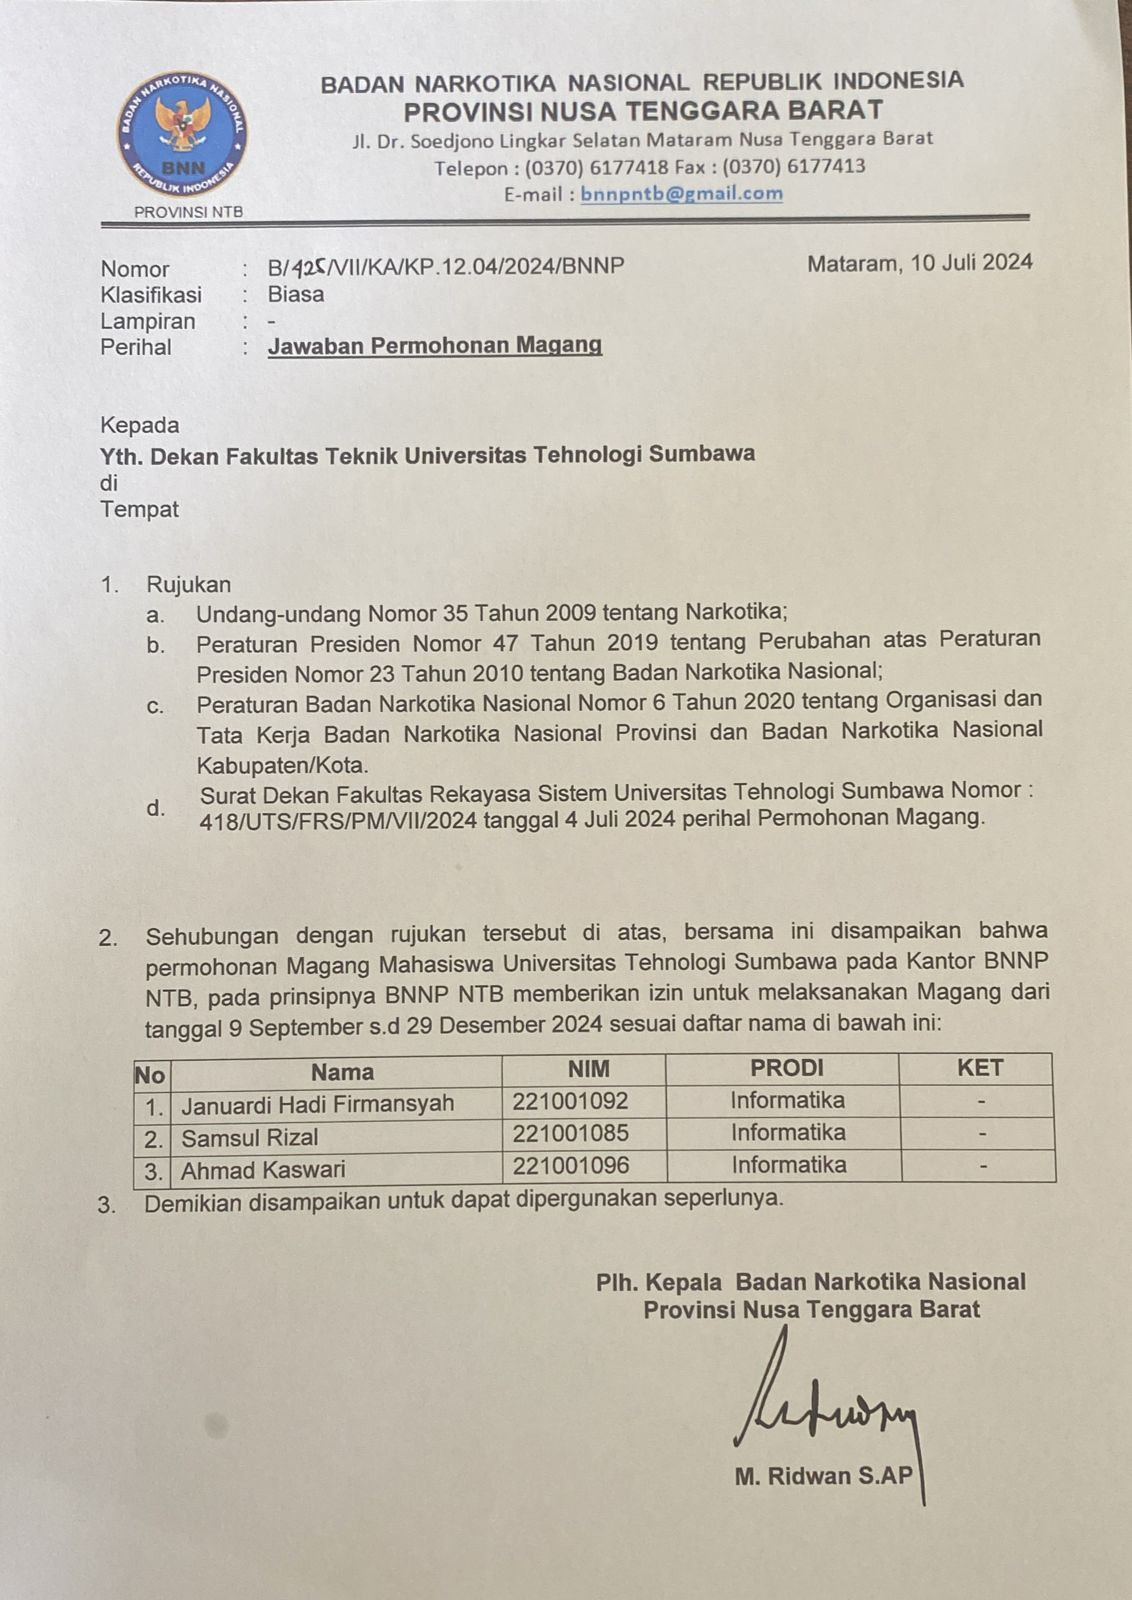 BADAN NARKOTIKA NASIONAL
BNN
REPUBLIK INDONESIA
PROVINSI NTB
BADAN NARKOTIKA NASIONAL REPUBLIK INDONESIA
PROVINSI NUSA TENGGARA BARAT
Jl. Dr. Soedjono Lingkar Selatan Mataram Nusa Tenggara Barat
Telepon : (0370) 6177418 Fax : (0370) 6177413
E-mail : bnnpntb@gmail.com
Nomor : B/425/VII/KA/KP.12.04/2024/BNNP Mataram, 10 Juli 2024
Klasifikasi : Biasa
Lampiran : -
Perihal : Jawaban Permohonan Magang
Kepada
Yth. Dekan Fakultas Teknik Universitas Tehnologi Sumbawa
di
Tempat
1. Rujukan
a. Undang-undang Nomor 35 Tahun 2009 tentang Narkotika;
b. Peraturan Presiden Nomor 47 Tahun 2019 tentang Perubahan atas Peraturan
Presiden Nomor 23 Tahun 2010 tentang Badan Narkotika Nasional;
c. Peraturan Badan Narkotika Nasional Nomor 6 Tahun 2020 tentang Organisasi dan
Tata Kerja Badan Narkotika Nasional Provinsi dan Badan Narkotika Nasional
Kabupaten/Kota.
d. Surat Dekan Fakultas Rekayasa Sistem Universitas Tehnologi Sumbawa Nomor :
418/UTS/FRS/PM/VII/2024 tanggal 4 Juli 2024 perihal Permohonan Magang.
2. Sehubungan dengan rujukan tersebut di atas, bersama ini disampaikan bahwa
permohonan Magang Mahasiswa Universitas Tehnologi Sumbawa pada Kantor BNNP
NTB, pada prinsipnya BNNP NTB memberikan izin untuk melaksanakan Magang dari
tanggal 9 September s.d 29 Desember 2024 sesuai daftar nama di bawah ini:
No Nama NIM PRODI KET
1. Januardi Hadi Firmansyah 221001092 Informatika -
2. Samsul Rizal 221001085 Informatika -
3. Ahmad Kaswari 221001096 Informatika -
3. Demikian disampaikan untuk dapat dipergunakan seperlunya.
Plh. Kepala Badan Narkotika Nasional
Provinsi Nusa Tenggara Barat
M. Ridwan S.AP